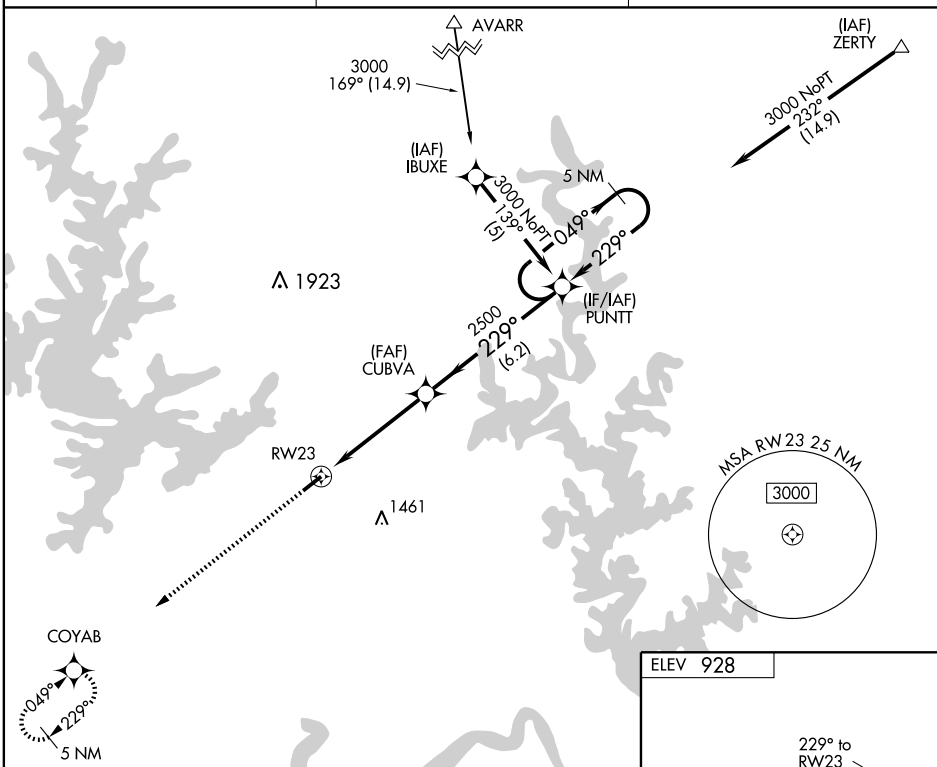 AVARR
(IAF)
ZERTY
3000
169° (14.9)
3000 NoPT
232°
(14.9)
(IAF)
IBUXE
5 NM
3000 NoPT
139°
(5)
049°
229°
1923
(IF/IAF)
PUNTT
2500
229°
(6.2)
(FAF)
CUBVA
RW23
MSA RW 23 25 NM
3000
1461
COYAB
049°
229°
5 NM
ELEV 928
229° to
RW23